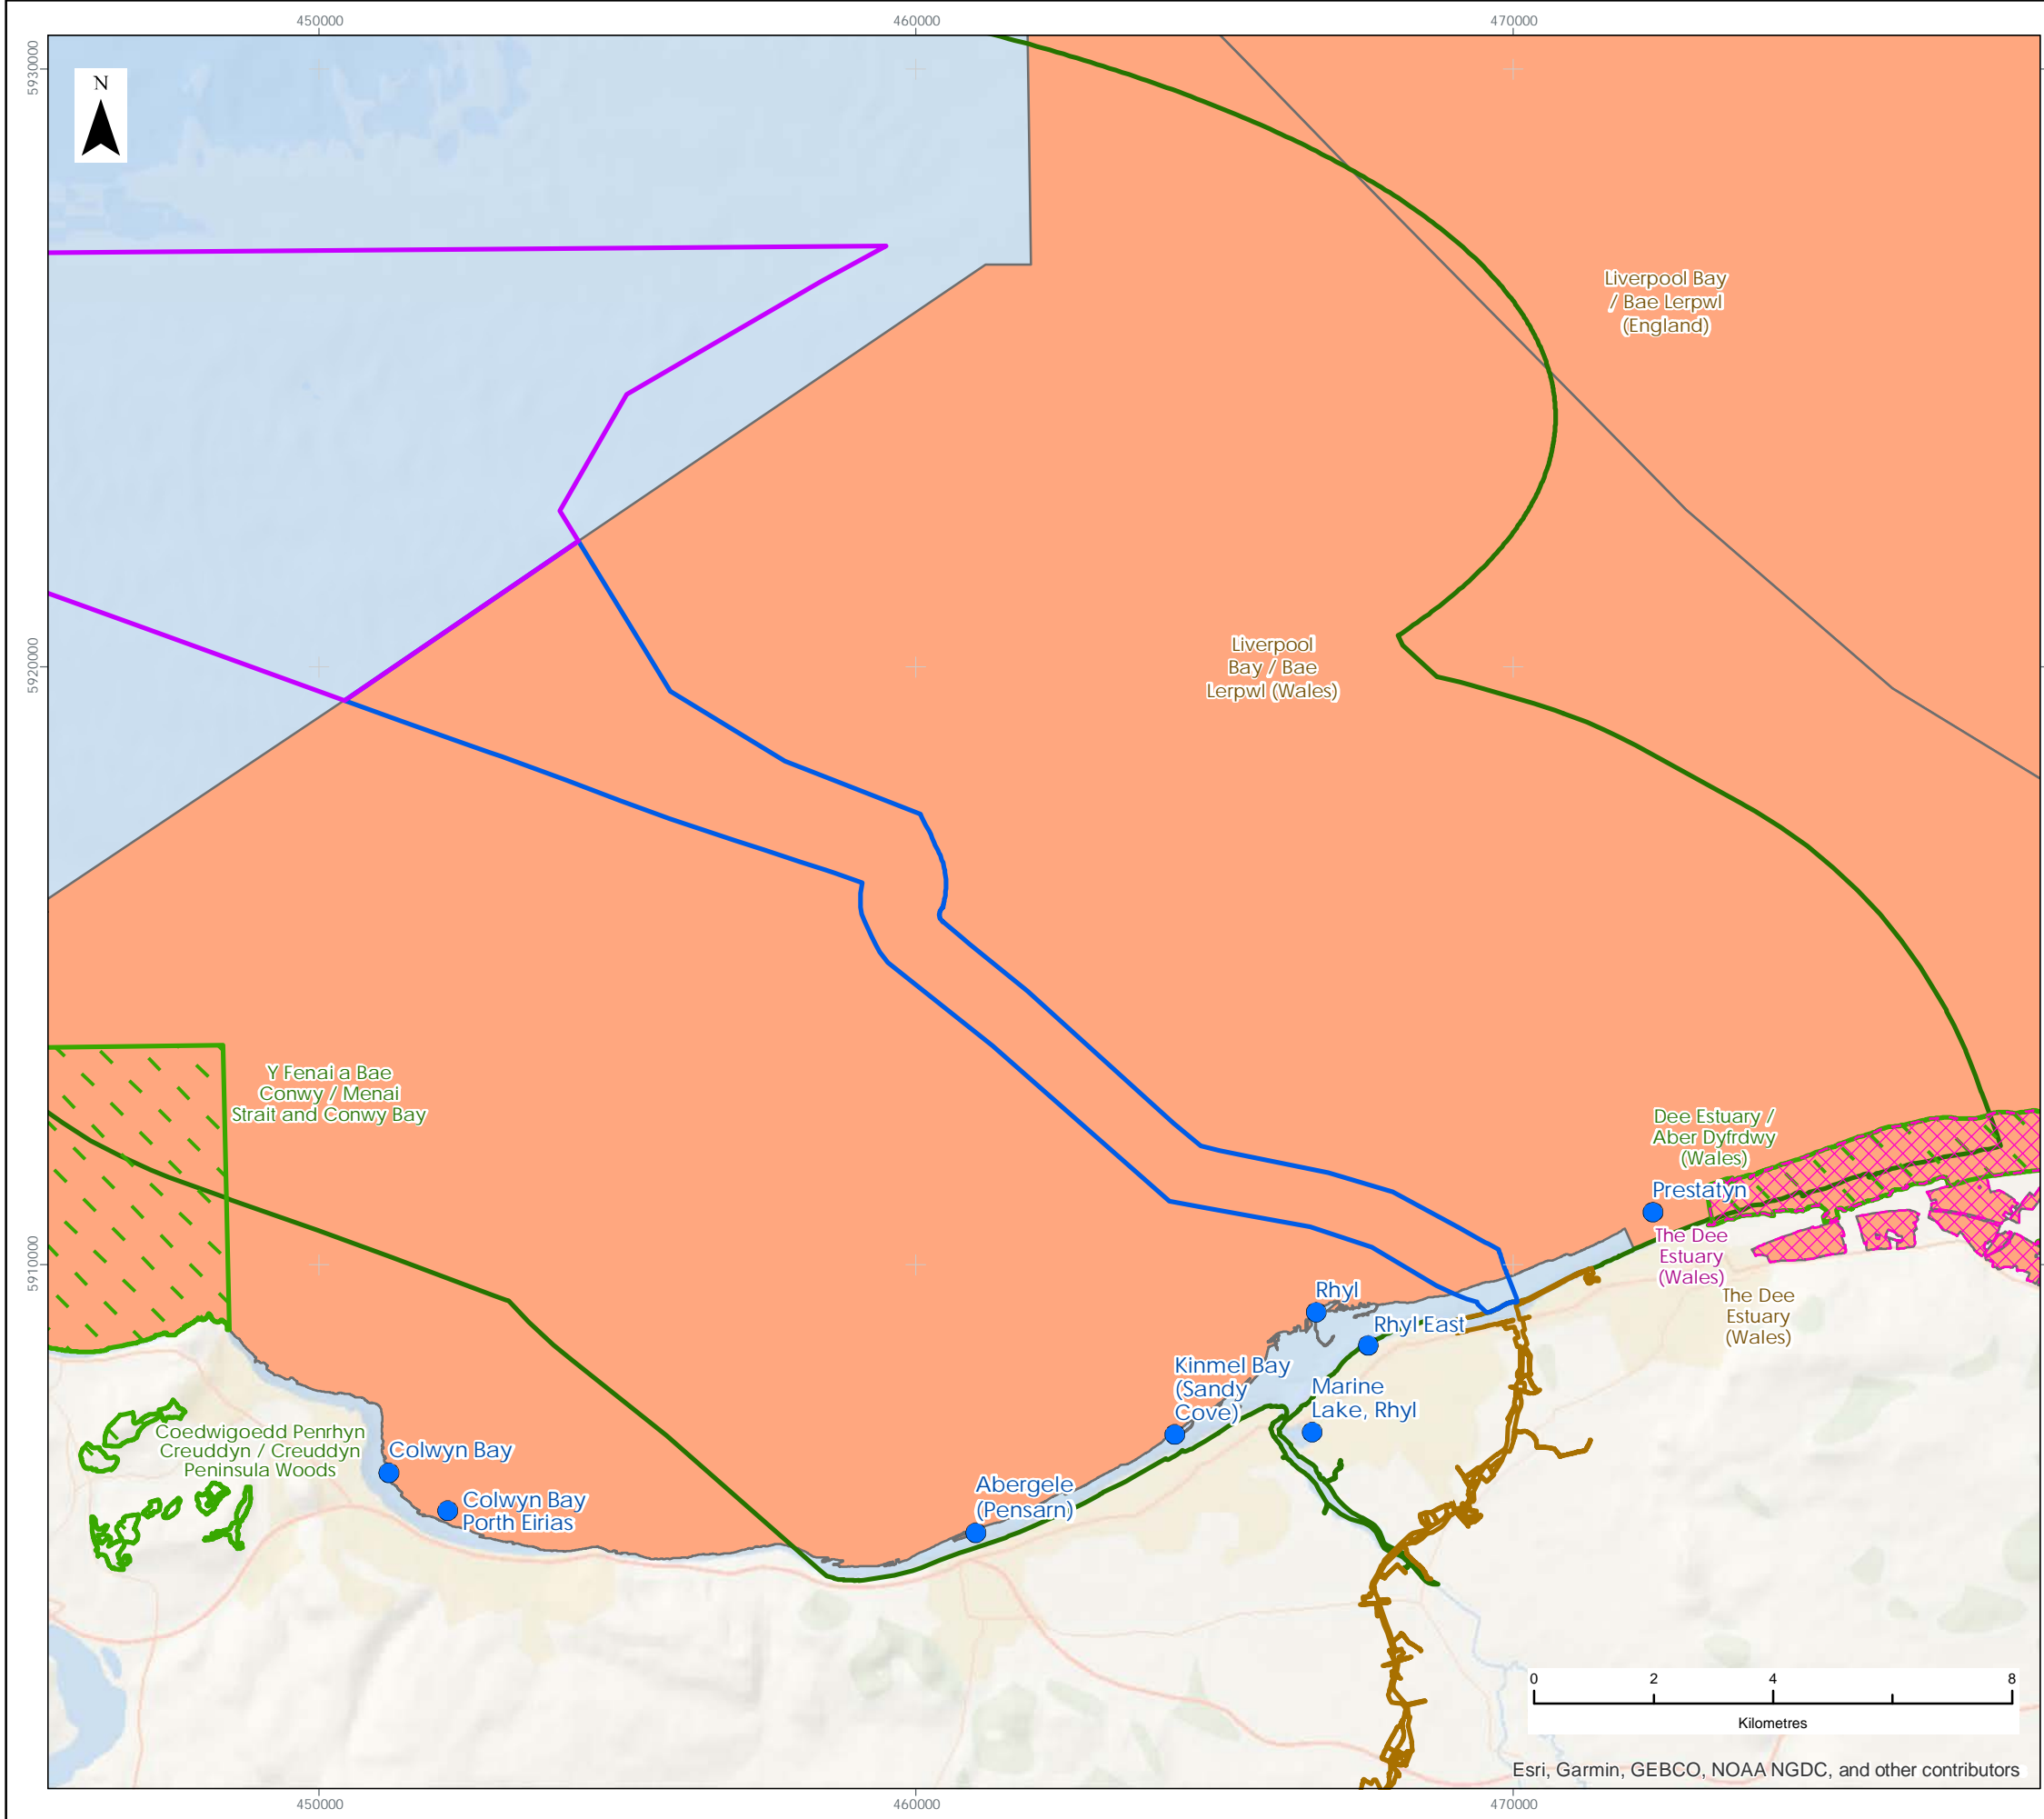 450000
460000
470000
5930000
N
Liverpool Bay
/ Bae Lerpwl
(England)
5920000
Liverpool
Bay / Bae
Lerpwl (Wales)
Y Fenai a Bae
Conwy / Menai
Strait and Conwy Bay
Dee Estuary /
Aber Dyfrdwy
(Wales)
Prestatyn
The Dee
Estuary
(Wales)
The Dee
Estuary
(Wales)
5910000
Rhyl
Rhyl East
Kinmel Bay
(Sandy
Cove)
Marine
Lake, Rhyl
Coedwigoedd Penrhyn
Creuddyn / Creuddyn
Peninsula Woods
Colwyn Bay
Colwyn Bay
Porth Eirias
Abergele
(Pensarn)
0 2 4 8
Kilometres
Esri, Garmin, GEBCO, NOAA NGDC, and other contributors
450000
460000
470000